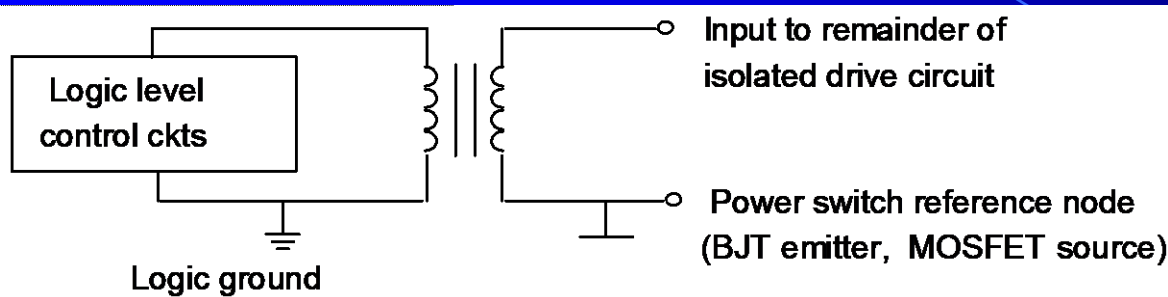 Logic level
control ckts
Logic ground
Input to remainder of
isolated drive circuit
Power switch reference node
(BJT emitter, MOSFET source)